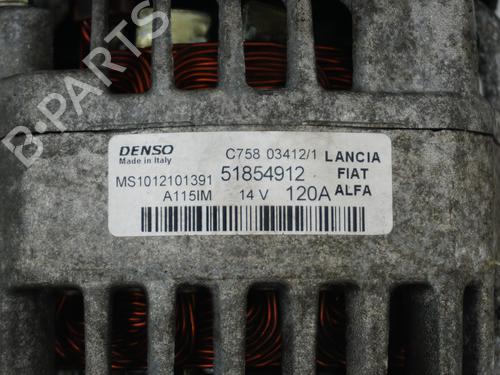 B-PARTS
DENSO
Made in Italy
C758 03412/1
LANCIA
MS1012101391
51854912
FIAT
A115IM
14 V
120A
ALFA